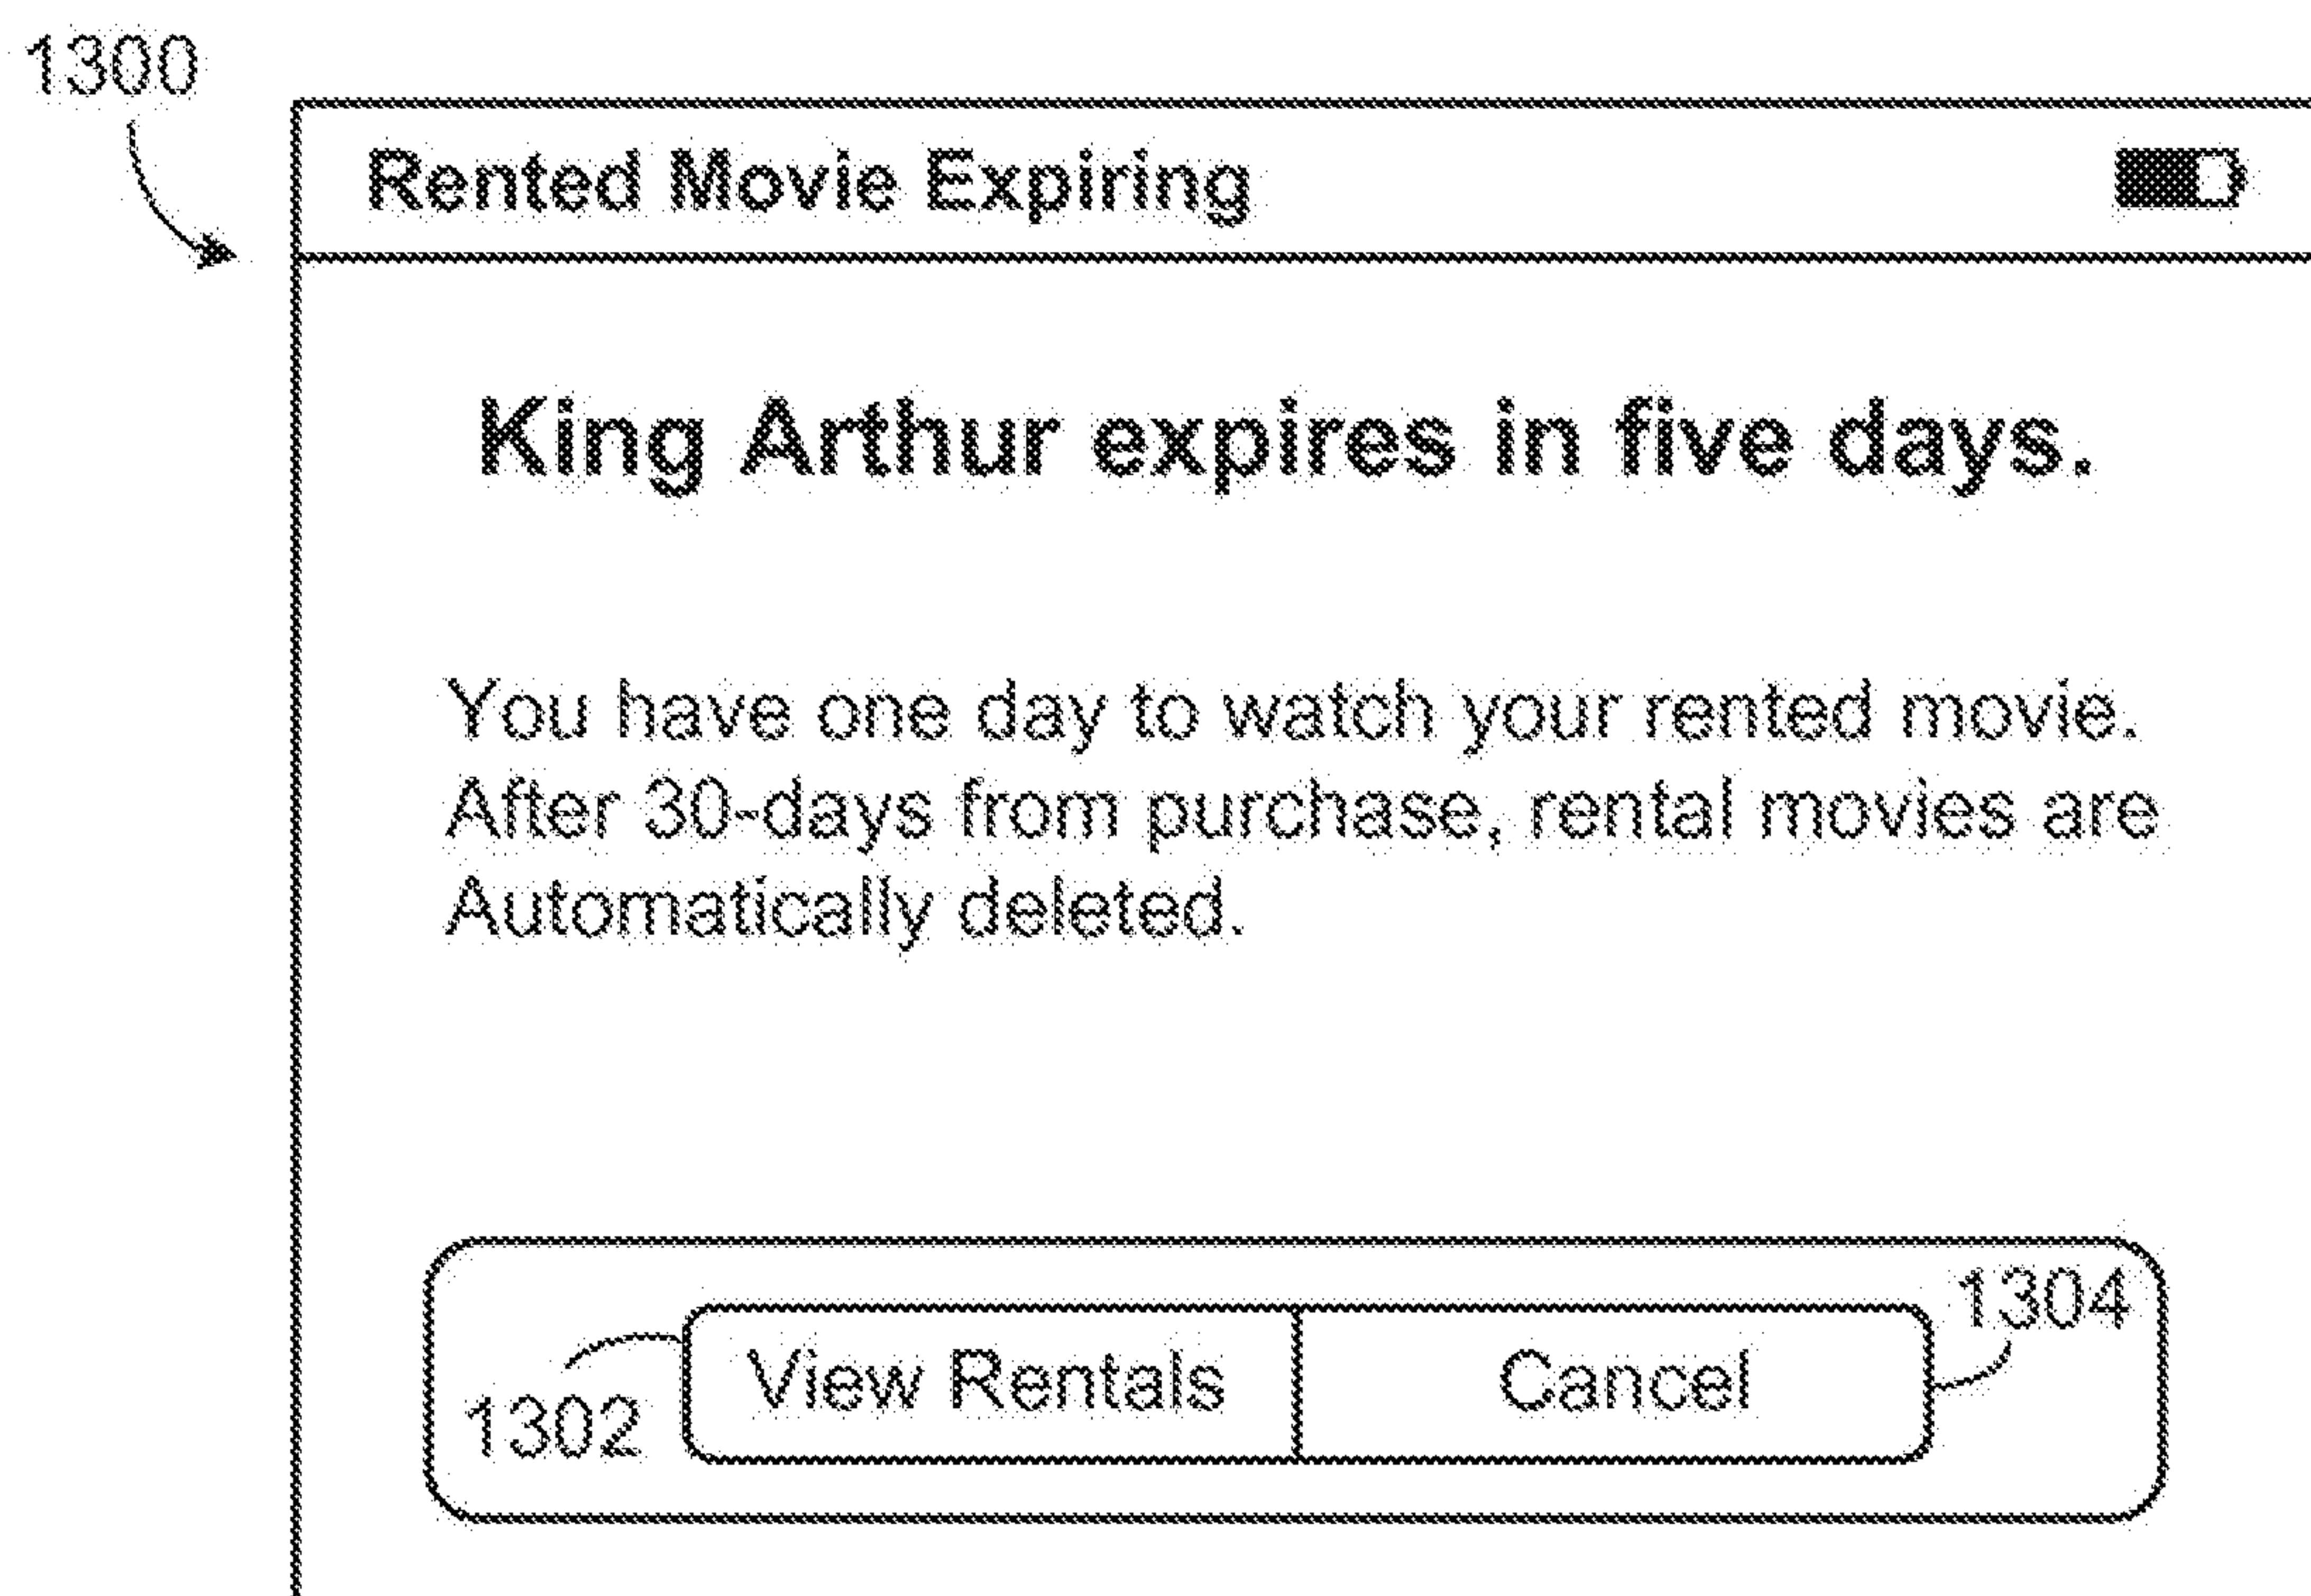 1300
Rented Movie Expiring
King Arthur expires in five days.
You have one day to watch your rented movie.
After 30-days from purchase, rental movies are
Automatically deleted.
1304
View Rentals Cancel
1302